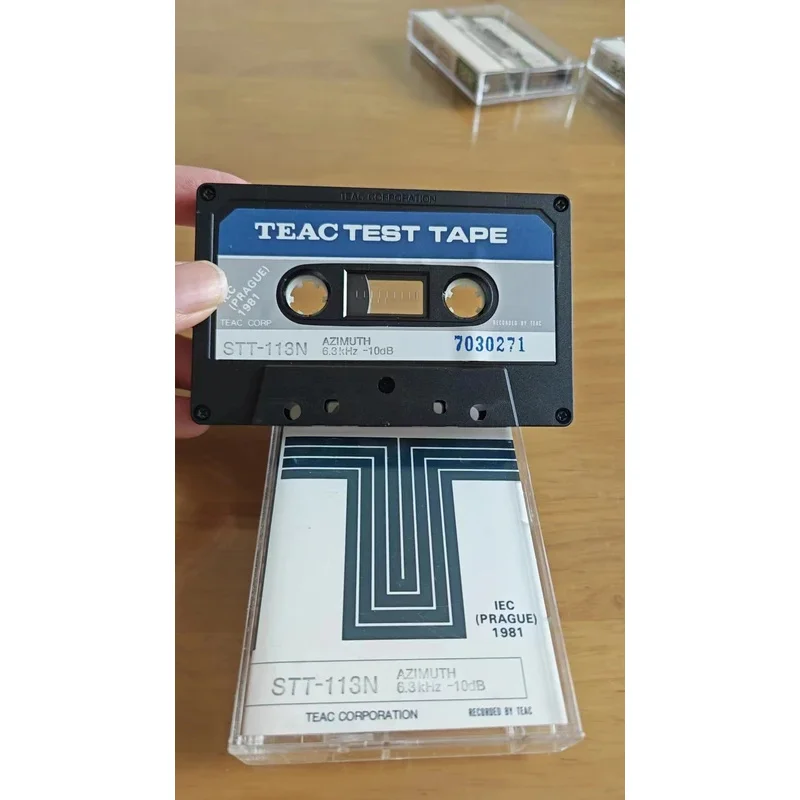 TEAC CORPORATION
TEAC TEST TAPE
IEC
(PRAGUE)
1981
TEAC CORP
RECORDED BY TEAC
STT-113N
AZIMUTH
6.3kHz -10dB
7030271
IEC
(PRAGUE)
1981
STT-113N
AZIMUTH
6.3kHz -10dB
TEAC CORPORATION
RECORDED BY TEAC